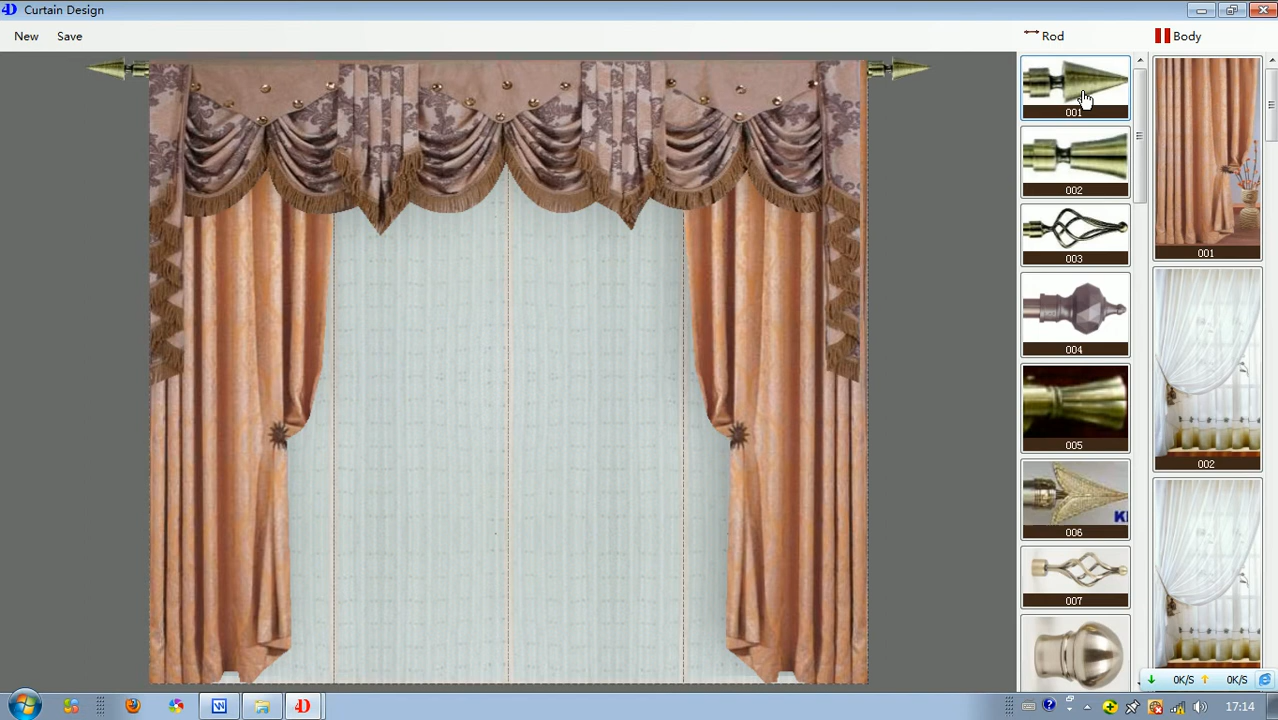 4D Curtain Design
New Save
Rod
Body
001
002
003
004
005
006
007
001
002
0K/S 0K/S
17:14